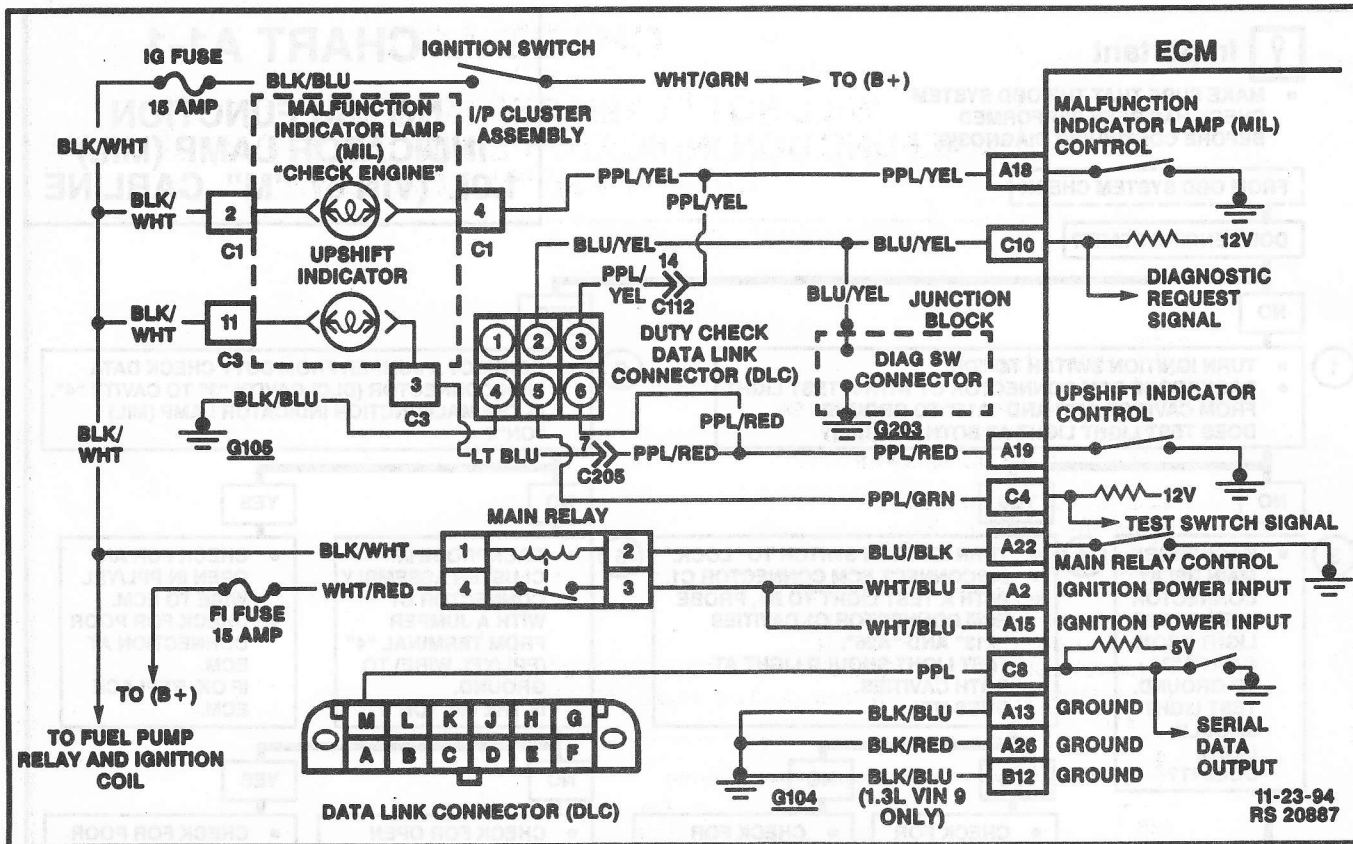 IG FUSE
15 AMP
BLK/BLU
IGNITION SWITCH
WHT/GRN
TO (B+)
ECM
MALFUNCTION
INDICATOR LAMP
(MIL)
"CHECK ENGINE"
I/P CLUSTER
ASSEMBLY
BLK/WHT
BLK/
WHT
2
C1
4
C1
PPL/YEL
PPL/YEL
PPL/YEL
A18
MALFUNCTION
INDICATOR LAMP (MIL)
CONTROL
UPSHIFT
INDICATOR
BLK/
WHT
11
C3
BLU/YEL
BLU/YEL
C10
12V
DIAGNOSTIC
REQUEST
SIGNAL
PPL/
YEL
14
C112
BLU/YEL
JUNCTION
BLOCK
DIAG SW
CONNECTOR
G203
1 2 3
4 5 6
DUTY CHECK
DATA LINK
CONNECTOR (DLC)
3
C3
BLK/BLU
G105
BLK/
WHT
LT BLU
7
C205
PPL/RED
PPL/RED
PPL/RED
A19
UPSHIFT INDICATOR
CONTROL
PPL/GRN
C4
12V
TEST SWITCH SIGNAL
MAIN RELAY
BLK/WHT
1
2
BLU/BLK
A22
MAIN RELAY CONTROL
WHT/RED
4
3
WHT/BLU
A2
IGNITION POWER INPUT
WHT/BLU
A15
IGNITION POWER INPUT
FI FUSE
15 AMP
TO (B+)
TO FUEL PUMP
RELAY AND IGNITION
COIL
PPL
C8
5V
SERIAL
DATA
OUTPUT
M L K J H G
A B C D E F
DATA LINK CONNECTOR (DLC)
BLK/BLU
A13
GROUND
BLK/RED
A26
GROUND
BLK/BLU
B12
GROUND
(1.3L VIN 9
ONLY)
G104
11-23-94
RS 20887